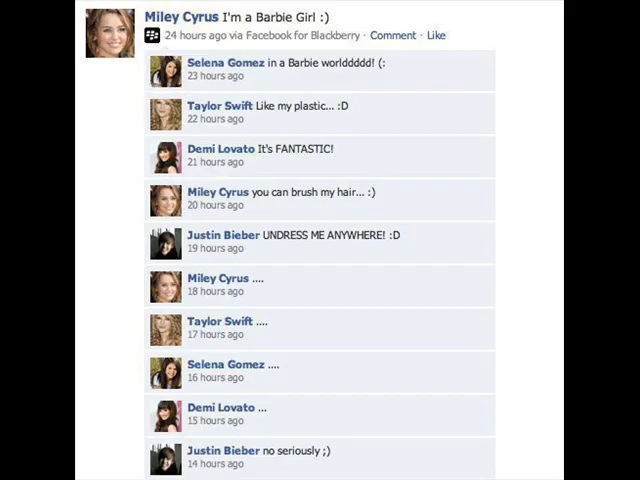 Miley Cyrus I'm a Barbie Girl :)
24 hours ago via Facebook for Blackberry · Comment · Like
Selena Gomez in a Barbie worldddddd! (:
23 hours ago
Taylor Swift Like my plastic... :D
22 hours ago
Demi Lovato It's FANTASTIC!
21 hours ago
Miley Cyrus you can brush my hair... :)
20 hours ago
Justin Bieber UNDRESS ME ANYWHERE! :D
19 hours ago
Miley Cyrus ....
18 hours ago
Taylor Swift ....
17 hours ago
Selena Gomez ....
16 hours ago
Demi Lovato ...
15 hours ago
Justin Bieber no seriously ;)
14 hours ago